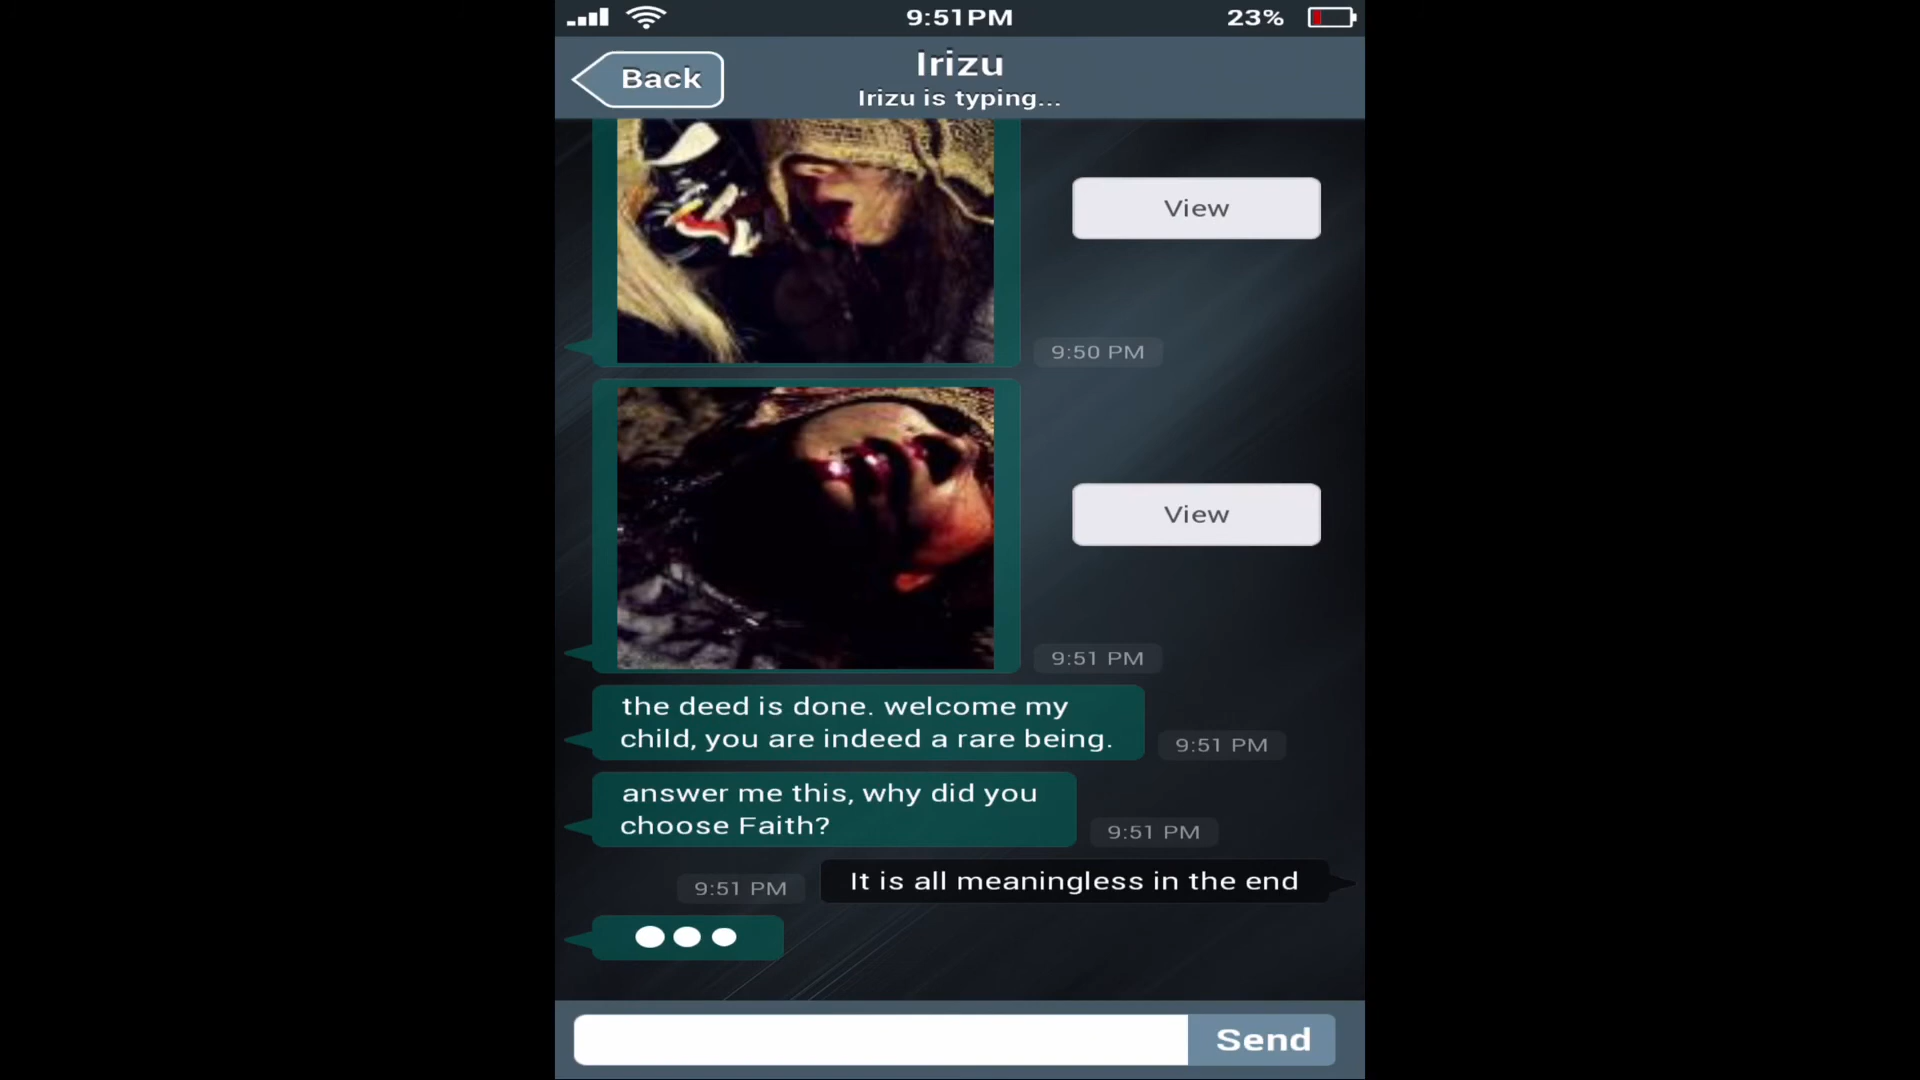 9:51PM
23%
Back
Irizu
Irizu is typing...
View
9:50 PM
View
9:51 PM
the deed is done. welcome my
child, you are indeed a rare being.
9:51 PM
answer me this, why did you
choose Faith?
9:51 PM
9:51 PM
It is all meaningless in the end
Send